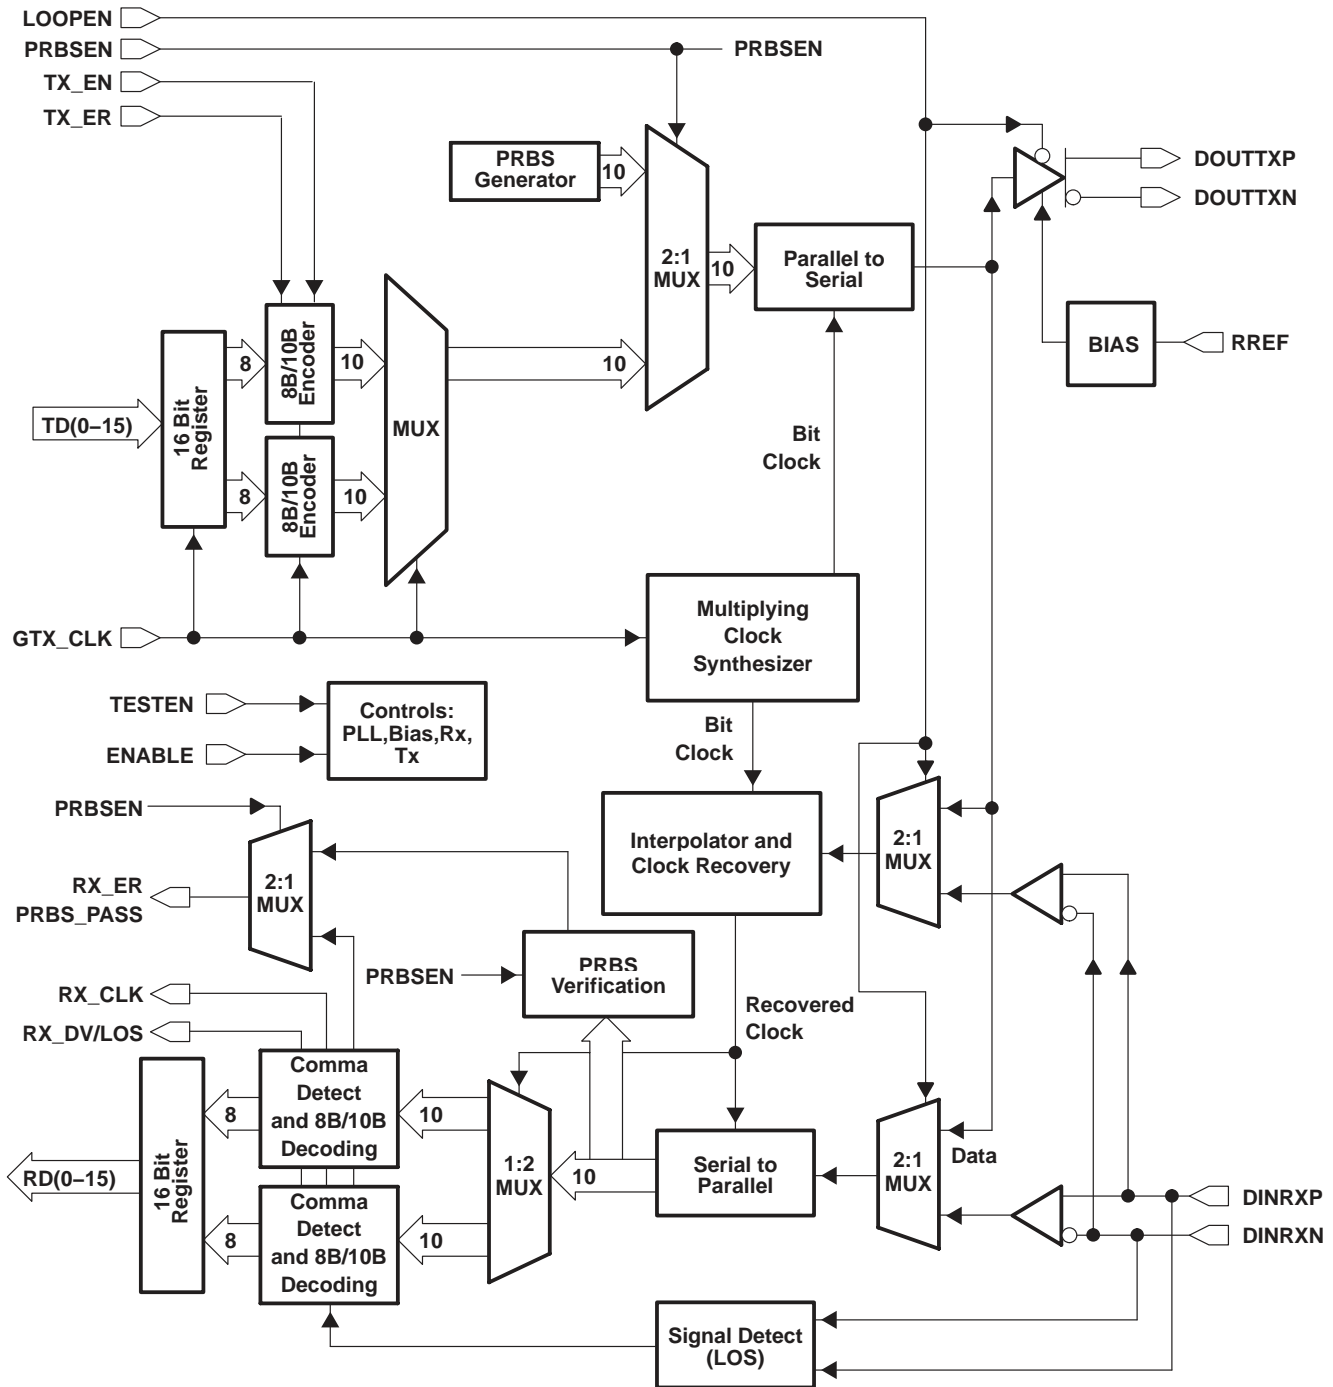 LOOPEN
PRBSEN
PRBSEN
TX_EN
TX_ER
PRBS
Generator
10
DOUTTXP
DOUTTXN
2:1
MUX
10
Parallel to
Serial
BIAS
RREF
TD(0–15)
16 Bit
Register
8
8B/10B
Encoder
10
8
8B/10B
Encoder
10
MUX
10
Bit
Clock
GTX_CLK
Multiplying
Clock
Synthesizer
TESTEN
ENABLE
Controls:
PLL,Bias,Rx,
Tx
Bit
Clock
PRBSEN
2:1
MUX
RX_ER
PRBS_PASS
Interpolator and
Clock Recovery
2:1
MUX
PRBSEN
PRBS
Verification
RX_CLK
RX_DV/LOS
Recovered
Clock
Comma
Detect
and 8B/10B
Decoding
8
10
RD(0–15)
16 Bit
Register
1:2
MUX
10
Serial to
Parallel
2:1
MUX
Data
DINRXP
DINRXN
Comma
Detect
and 8B/10B
Decoding
8
10
Signal Detect
(LOS)